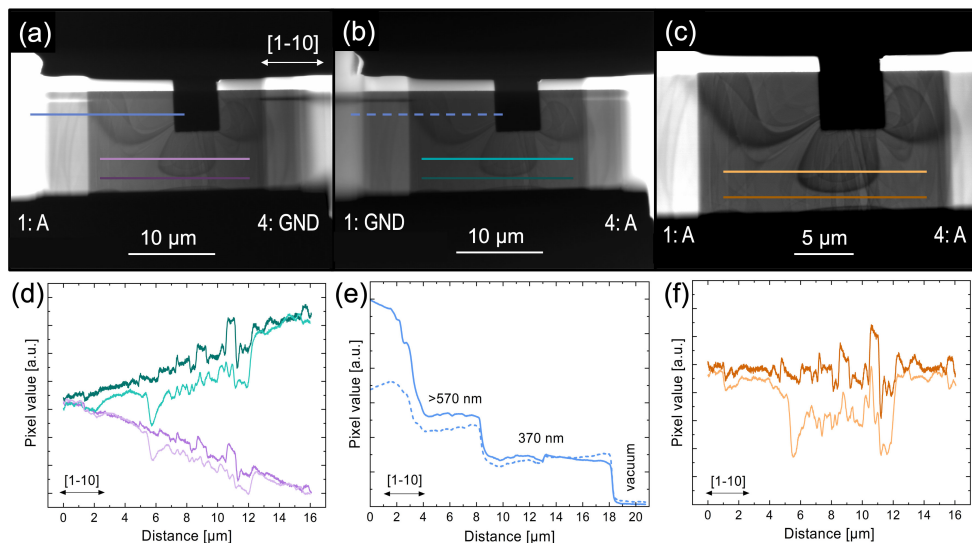 (a)
[1-10]
1: A
4: GND
10 µm
(b)
1: GND
4: A
10 µm
(c)
1: A
4: A
5 µm
(d)
Pixel value [a.u.]
[1-10]
0 2 4 6 8 10 12 14 16
Distance [µm]
(e)
Pixel value [a.u.]
>570 nm
370 nm
vacuum
[1-10]
0 2 4 6 8 10 12 14 16 18 20
Distance [µm]
(f)
Pixel value [a.u.]
[1-10]
0 2 4 6 8 10 12 14 16
Distance [µm]